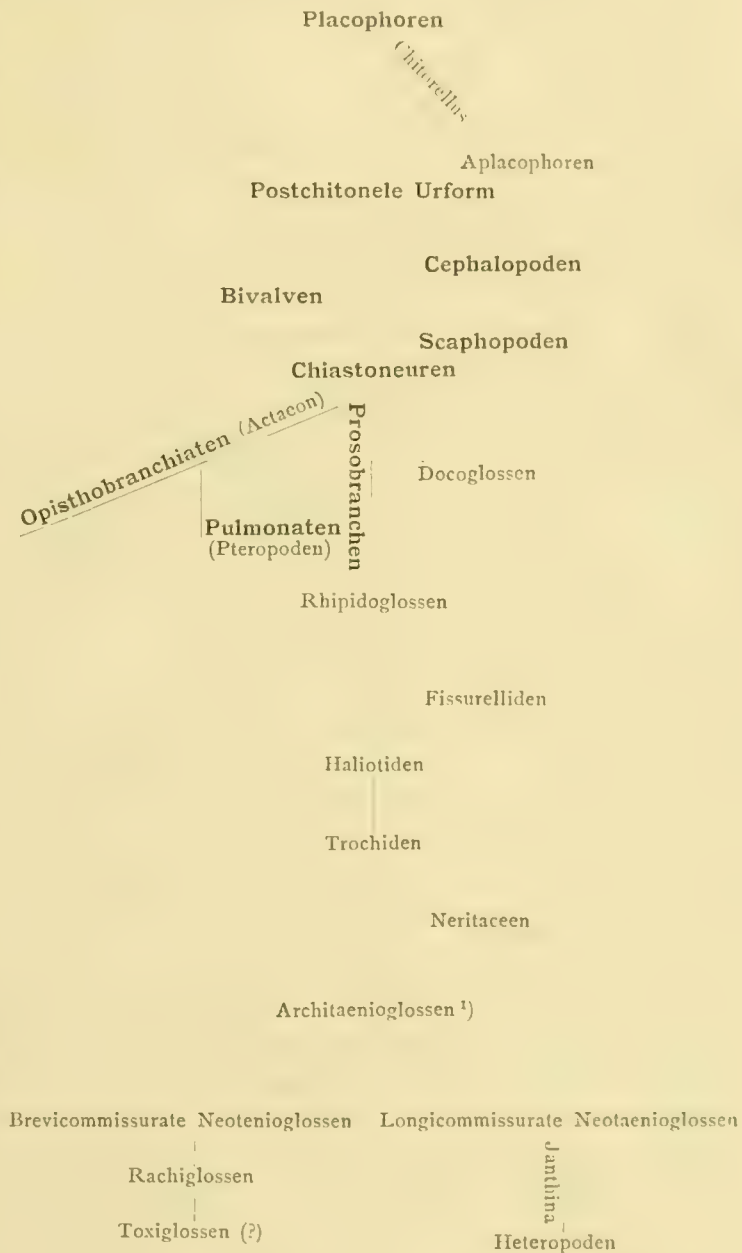 Placophoren
Chitorellus
Aplacophoren
Postchitonele Urform
Cephalopoden
Bivalven
Scaphopoden
Chiastoneuren
Opisthobranchiaten (Actaeon)
Prosobranchen
Docoglossen
Pulmonaten
(Pteropoden)
Rhipidoglossen
Fissurelliden
Haliotiden
Trochiden
Neritaceen
Architaenioglossen ¹)
Brevicommissurate Neotenioglossen
Longicommissurate Neotaenioglossen
Janthina
Rachiglossen
Toxiglossen (?)
Heteropoden